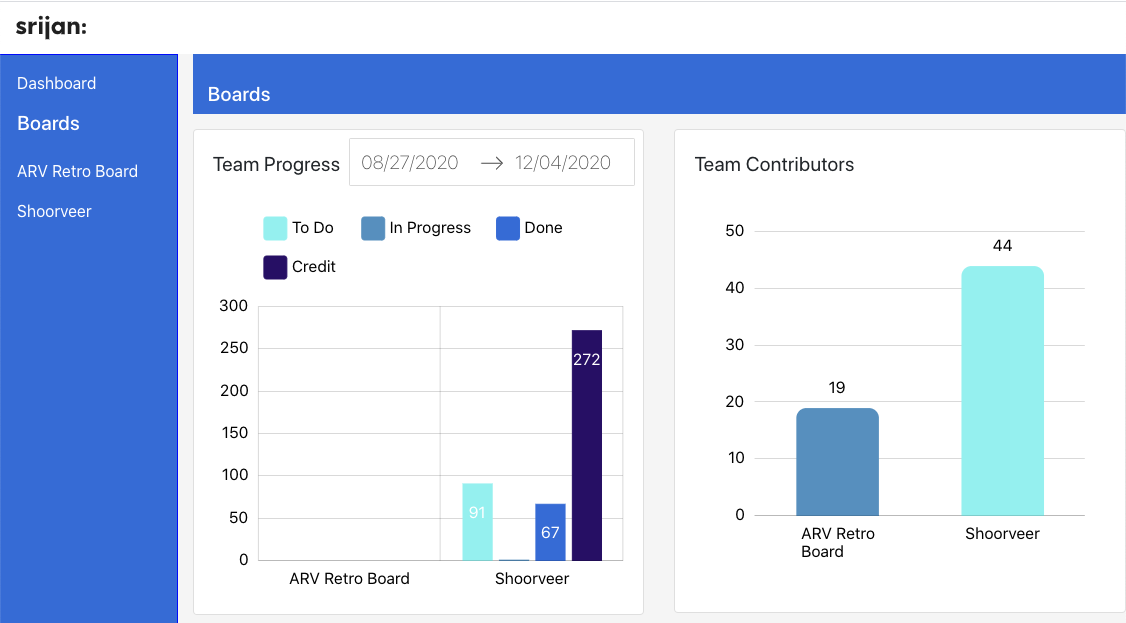 srijan:
Dashboard
Boards
ARV Retro Board
Shoorveer
Boards
Team Progress
08/27/2020 → 12/04/2020
To Do In Progress Done
Credit
300
250
200
150
100
50
0
91
67
272
ARV Retro Board Shoorveer
Team Contributors
50
40
30
20
10
0
19
44
ARV Retro
Board
Shoorveer